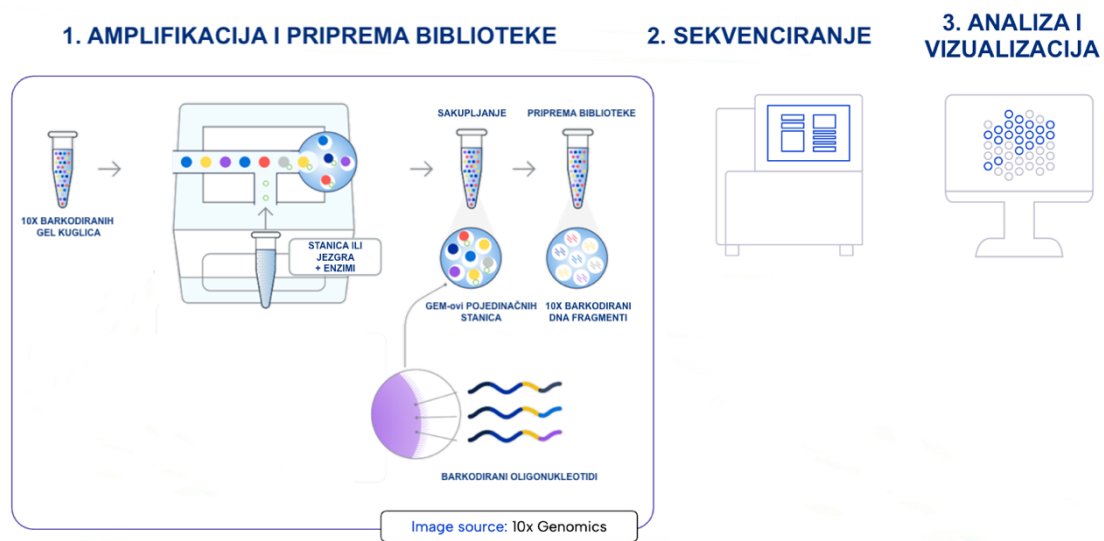 1. AMPLIFIKACIJA I PRIPREMA BIBLIOTEKE
2. SEKVENCIRANJE
3. ANALIZA I
VIZUALIZACIJA
SAKUPLJANJE
PRIPREMA BIBLIOTEKE
10X BARKODIRANIH
GEL KUGLICA
STANICA ILI
JEZGRA
+ ENZIMI
GEM-ovi POJEDINAČNIH
STANICA
10X BARKODIRANI
DNA FRAGMENTI
BARKODIRANI OLIGONUKLEOTIDI
Image source: 10x Genomics